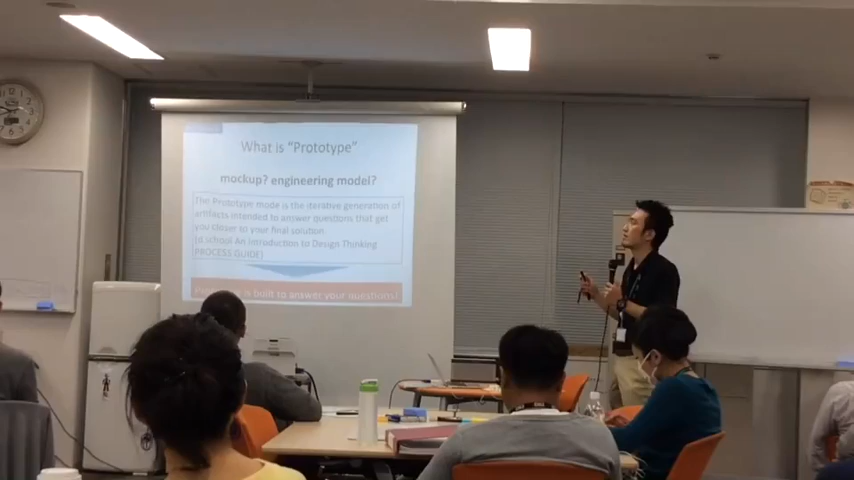 What is "Prototype"
mockup? engineering model?
The Prototype mode is the iterative generation of
artifacts intended to answer questions that get
you closer to your final solution.
(d.school An Introduction to Design Thinking
PROCESS GUIDE)
is built to answer your questions!